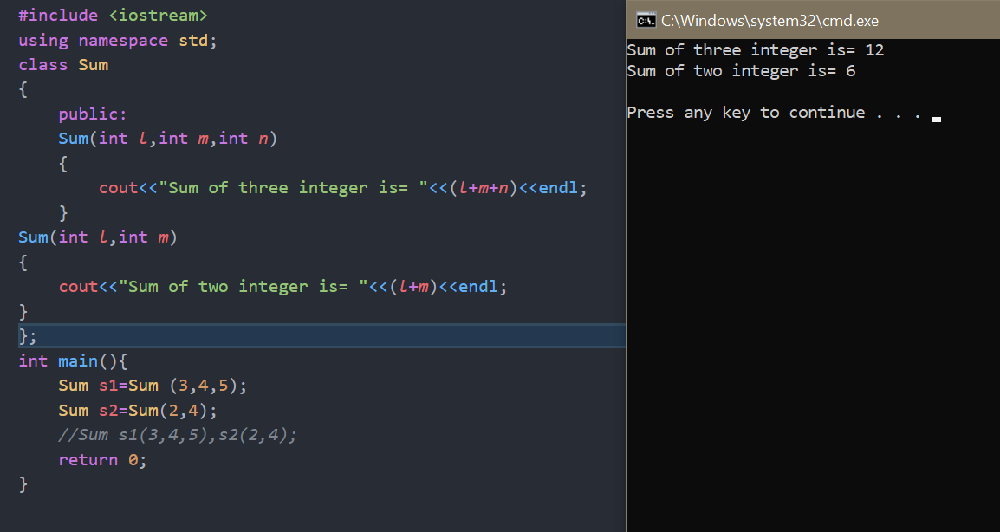 #include <iostream>
using namespace std;
class Sum
{
    public:
    Sum(int l,int m,int n)
    {
        cout<<"Sum of three integer is= "<<(l+m+n)<<endl;
    }
Sum(int l,int m)
{
    cout<<"Sum of two integer is= "<<(l+m)<<endl;
}
};
int main(){
    Sum s1=Sum (3,4,5);
    Sum s2=Sum(2,4);
    //Sum s1(3,4,5),s2(2,4);
    return 0;
}
C:\Windows\system32\cmd.exe
Sum of three integer is= 12
Sum of two integer is= 6
Press any key to continue . . .